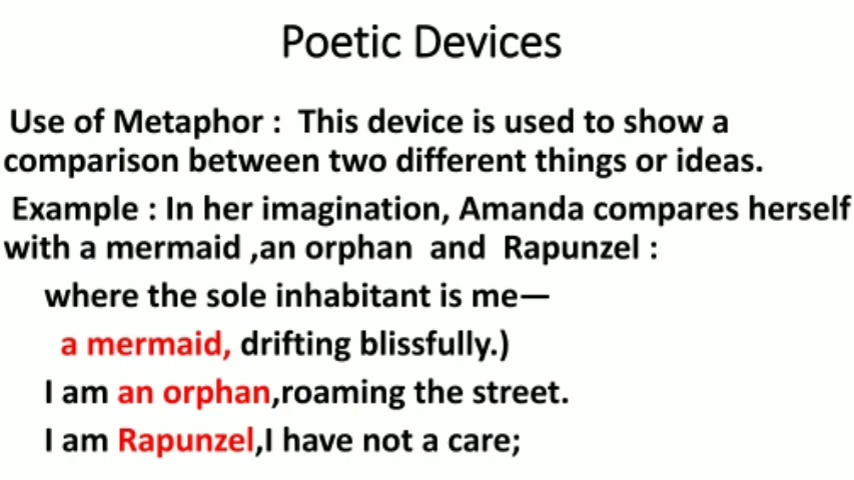 Poetic Devices
Use of Metaphor : This device is used to show a
comparison between two different things or ideas.
Example : In her imagination, Amanda compares herself
with a mermaid ,an orphan and Rapunzel :
where the sole inhabitant is me—
a mermaid, drifting blissfully.)
I am an orphan,roaming the street.
I am Rapunzel,I have not a care;